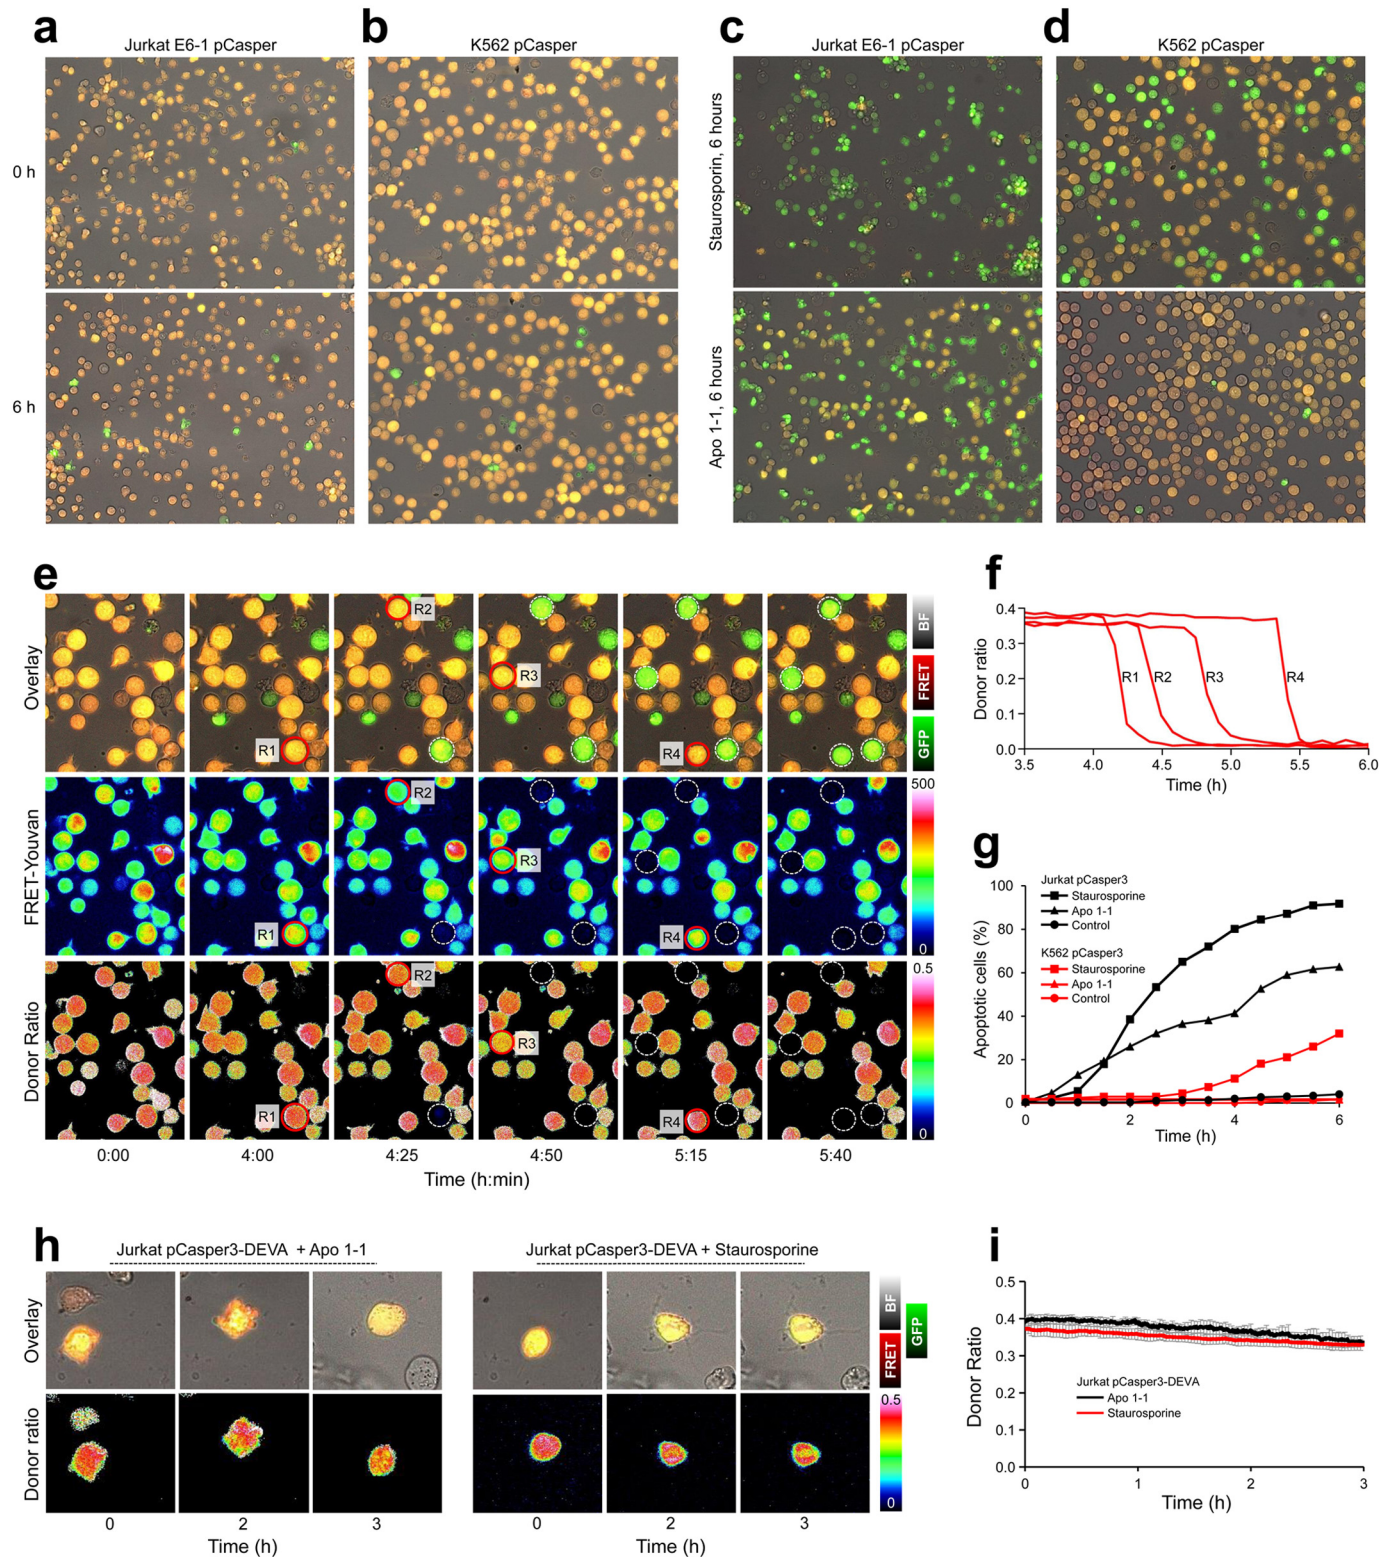 a
Jurkat E6-1 pCasper
b
K562 pCasper
c
Jurkat E6-1 pCasper
d
K562 pCasper
0 h
6 h
Staurosporin, 6 hours
Apo 1-1, 6 hours
e
Overlay
R1
R2
R3
R4
BF
FRET
GFP
FRET-Youvan
R1
R2
R3
R4
500
0
Donor Ratio
R1
R2
R3
R4
0.5
0
0:00
4:00
4:25
4:50
5:15
5:40
Time (h:min)
f
Donor ratio
0.4
0.3
0.2
0.1
0.0
R1
R2
R3
R4
3.5
4.0
4.5
5.0
5.5
6.0
Time (h)
g
Apoptotic cells (%)
100
80
60
40
20
0
Jurkat pCasper3
Staurosporine
Apo 1-1
Control
K562 pCasper3
Staurosporine
Apo 1-1
Control
0
2
4
6
Time (h)
h
Jurkat pCasper3-DEVA + Apo 1-1
Jurkat pCasper3-DEVA + Staurosporine
Overlay
BF
FRET
GFP
Donor ratio
0.5
0
0
2
3
Time (h)
0
2
3
Time (h)
i
Donor Ratio
0.5
0.4
0.3
0.2
0.1
0.0
Jurkat pCasper3-DEVA
Apo 1-1
Staurosporine
0
1
2
3
Time (h)